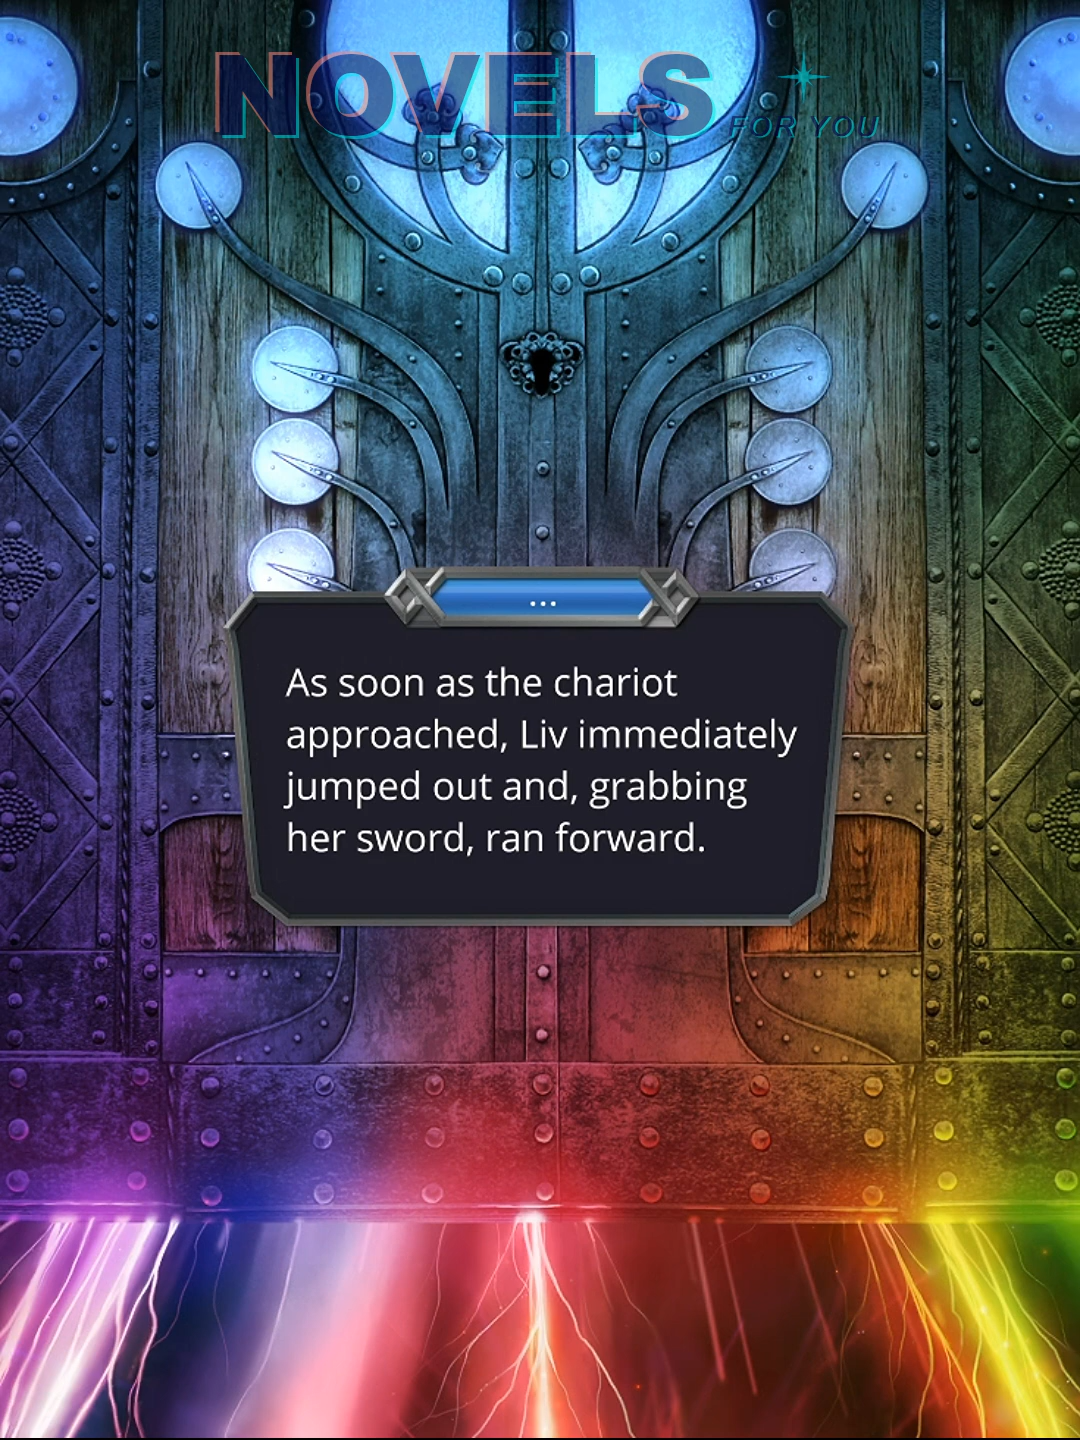 NOVELS
FOR YOU
...
As soon as the chariot
approached, Liv immediately
jumped out and, grabbing
her sword, ran forward.